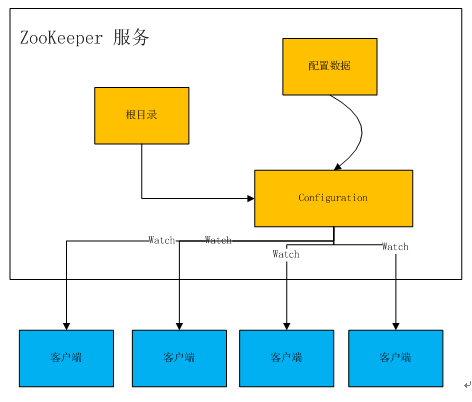 ZooKeeper 服务
配置数据
根目录
Configuration
Watch
Watch
Watch
Watch
客户端
客户端
客户端
客户端